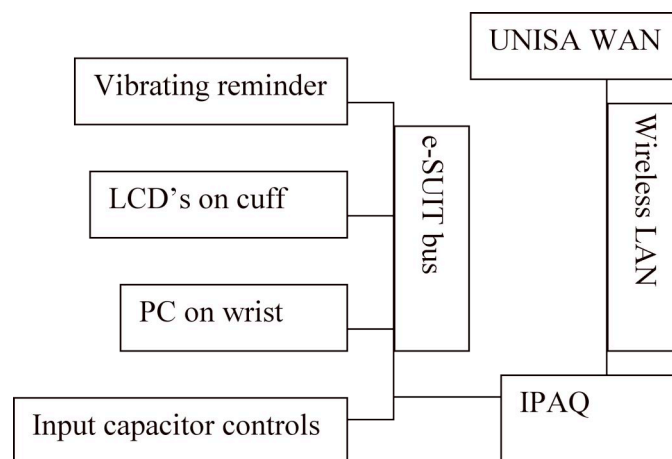 UNISA WAN
Vibrating reminder
e-SUIT bus
Wireless LAN
LCD's on cuff
PC on wrist
IPAQ
Input capacitor controls